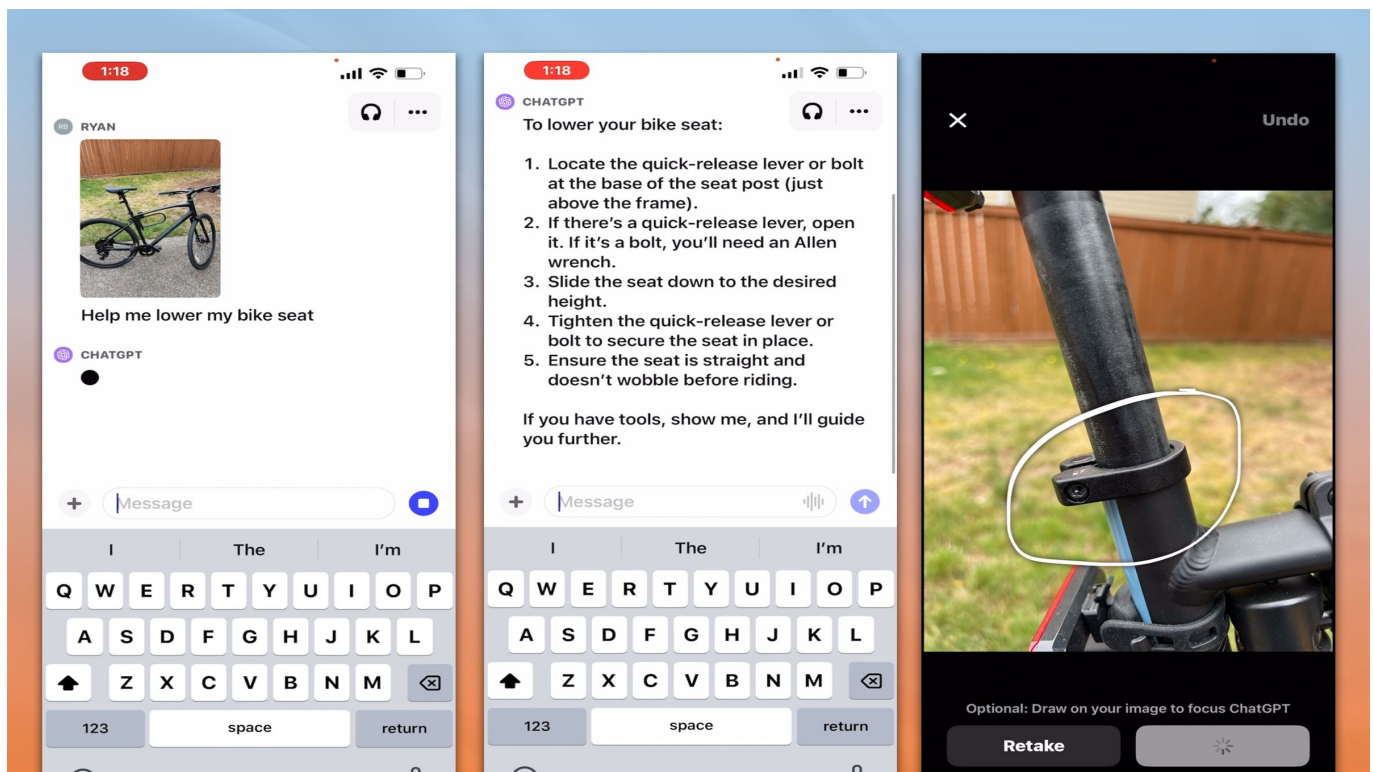 1:18
RB
RYAN
Help me lower my bike seat
CHATGPT
Message
I The I'm
Q W E R T Y U I O P
A S D F G H J K L
Z X C V B N M
123 space return
1:18
CHATGPT
To lower your bike seat:
1. Locate the quick-release lever or bolt
at the base of the seat post (just
above the frame).
2. If there's a quick-release lever, open
it. If it's a bolt, you'll need an Allen
wrench.
3. Slide the seat down to the desired
height.
4. Tighten the quick-release lever or
bolt to secure the seat in place.
5. Ensure the seat is straight and
doesn't wobble before riding.
If you have tools, show me, and I'll guide
you further.
Message
I The I'm
Q W E R T Y U I O P
A S D F G H J K L
Z X C V B N M
123 space return
Undo
Optional: Draw on your image to focus ChatGPT
Retake